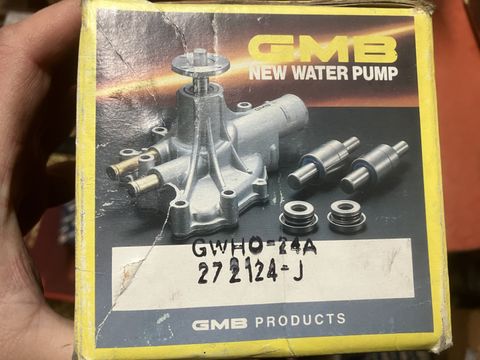 GMB
NEW WATER PUMP
GWHO-24A
272124-J
GMB PRODUCTS